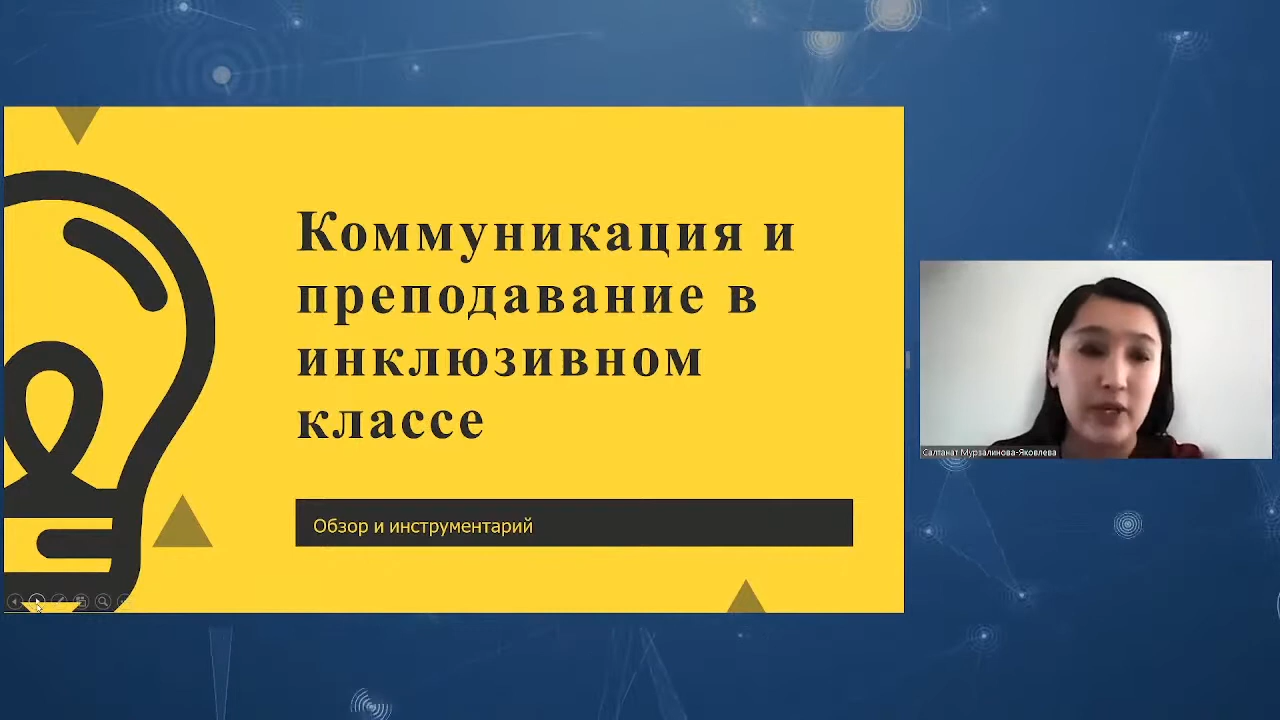 Коммуникация и
преподавание в
инклюзивном
классе
Обзор и инструментарий
Салтанат Мурзалинова-Яковлева